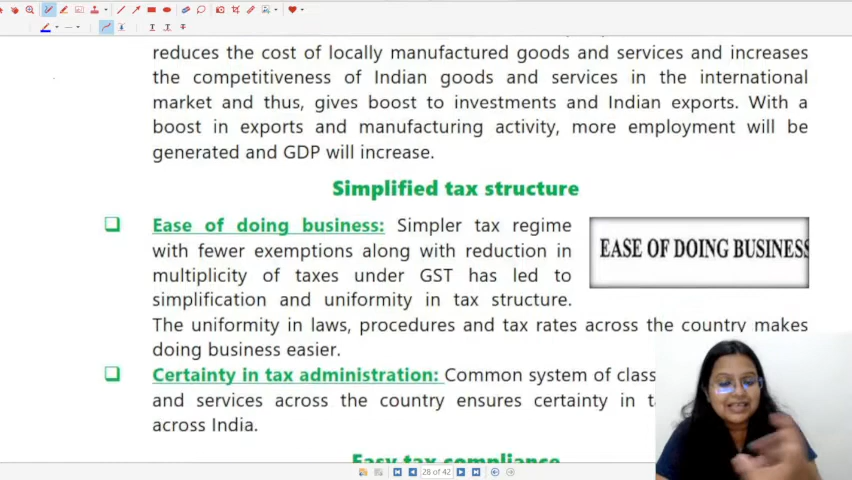 reduces the cost of locally manufactured goods and services and increases
the competitiveness of Indian goods and services in the international
market and thus, gives boost to investments and Indian exports. With a
boost in exports and manufacturing activity, more employment will be
generated and GDP will increase.
Simplified tax structure
Ease of doing business: Simpler tax regime
with fewer exemptions along with reduction in
multiplicity of taxes under GST has led to
simplification and uniformity in tax structure.
EASE OF DOING BUSINESS
The uniformity in laws, procedures and tax rates across the country makes
doing business easier.
Certainty in tax administration: Common system of
and services across the country ensures certainty in
across India.
Easy tax compliance
28 of 42